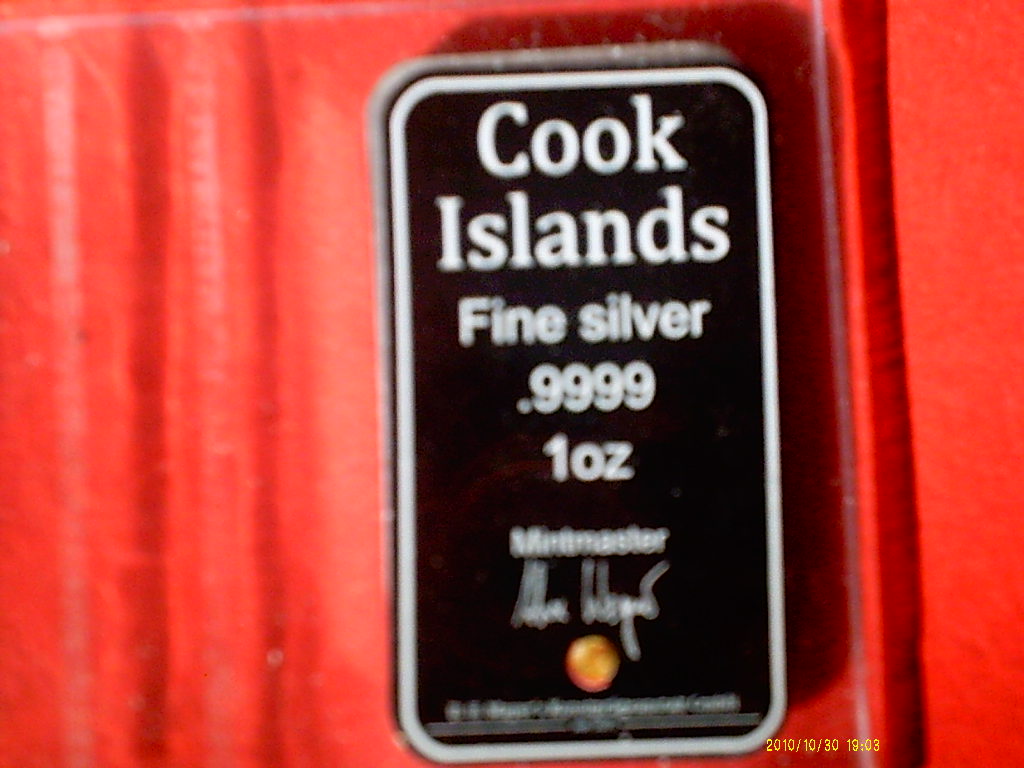 Cook
Islands
Fine silver
.9999
1oz
Mintmaster
2010/10/30 19:03